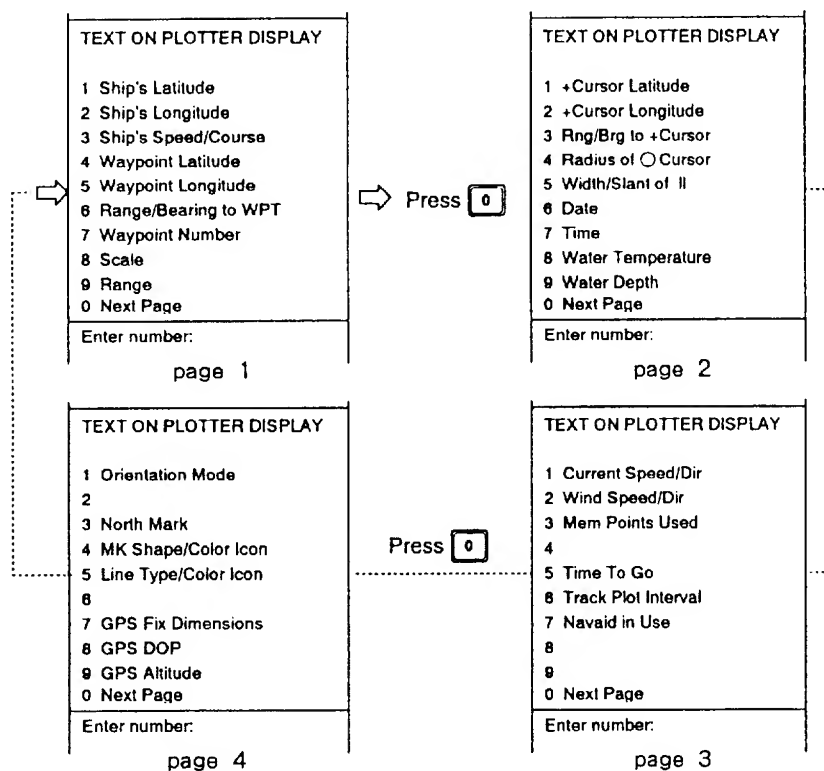 TEXT ON PLOTTER DISPLAY
1 Ship's Latitude
2 Ship's Longitude
3 Ship's Speed/Course
4 Waypoint Latitude
5 Waypoint Longitude
6 Range/Bearing to WPT
7 Waypoint Number
8 Scale
9 Range
0 Next Page
Enter number:
page 1
Press 0
TEXT ON PLOTTER DISPLAY
1 +Cursor Latitude
2 +Cursor Longitude
3 Rng/Brg to +Cursor
4 Radius of ○ Cursor
5 Width/Slant of II
6 Date
7 Time
8 Water Temperature
9 Water Depth
0 Next Page
Enter number:
page 2
TEXT ON PLOTTER DISPLAY
1 Orientation Mode
2
3 North Mark
4 MK Shape/Color Icon
5 Line Type/Color Icon
6
7 GPS Fix Dimensions
8 GPS DOP
9 GPS Altitude
0 Next Page
Enter number:
page 4
Press 0
TEXT ON PLOTTER DISPLAY
1 Current Speed/Dir
2 Wind Speed/Dir
3 Mem Points Used
4
5 Time To Go
6 Track Plot Interval
7 Navaid in Use
8
9
0 Next Page
Enter number:
page 3